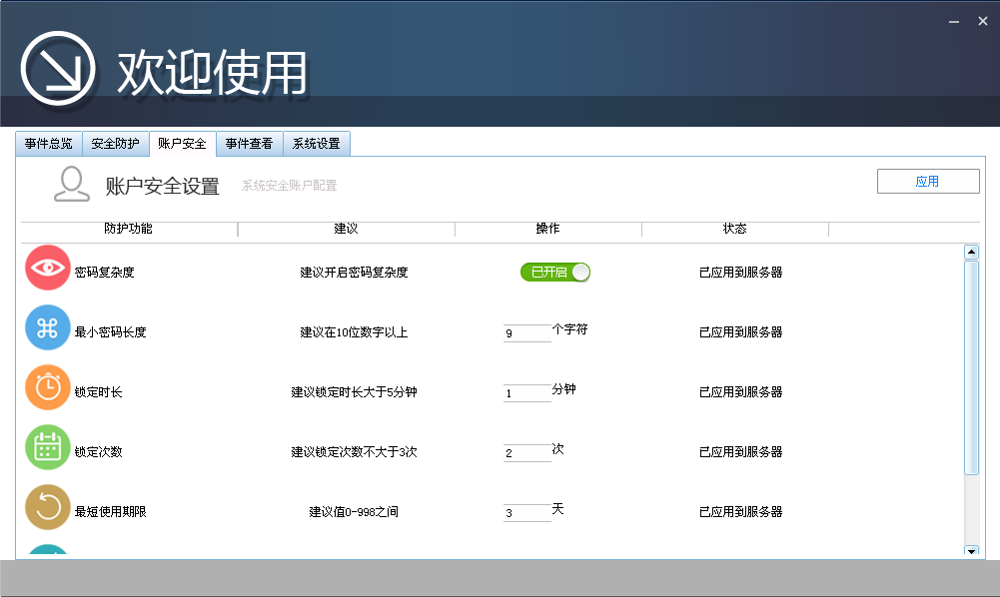 欢迎使用
事件总览 安全防护 账户安全 事件查看 系统设置
账户安全设置 系统安全账户配置 应用
防护功能 建议 操作 状态
密码复杂度 建议开启密码复杂度 已开启 已应用到服务器
最小密码长度 建议在10位数字以上 9 个字符 已应用到服务器
锁定时长 建议锁定时长大于5分钟 1 分钟 已应用到服务器
锁定次数 建议锁定次数不大于3次 2 次 已应用到服务器
最短使用期限 建议值0-998之间 3 天 已应用到服务器